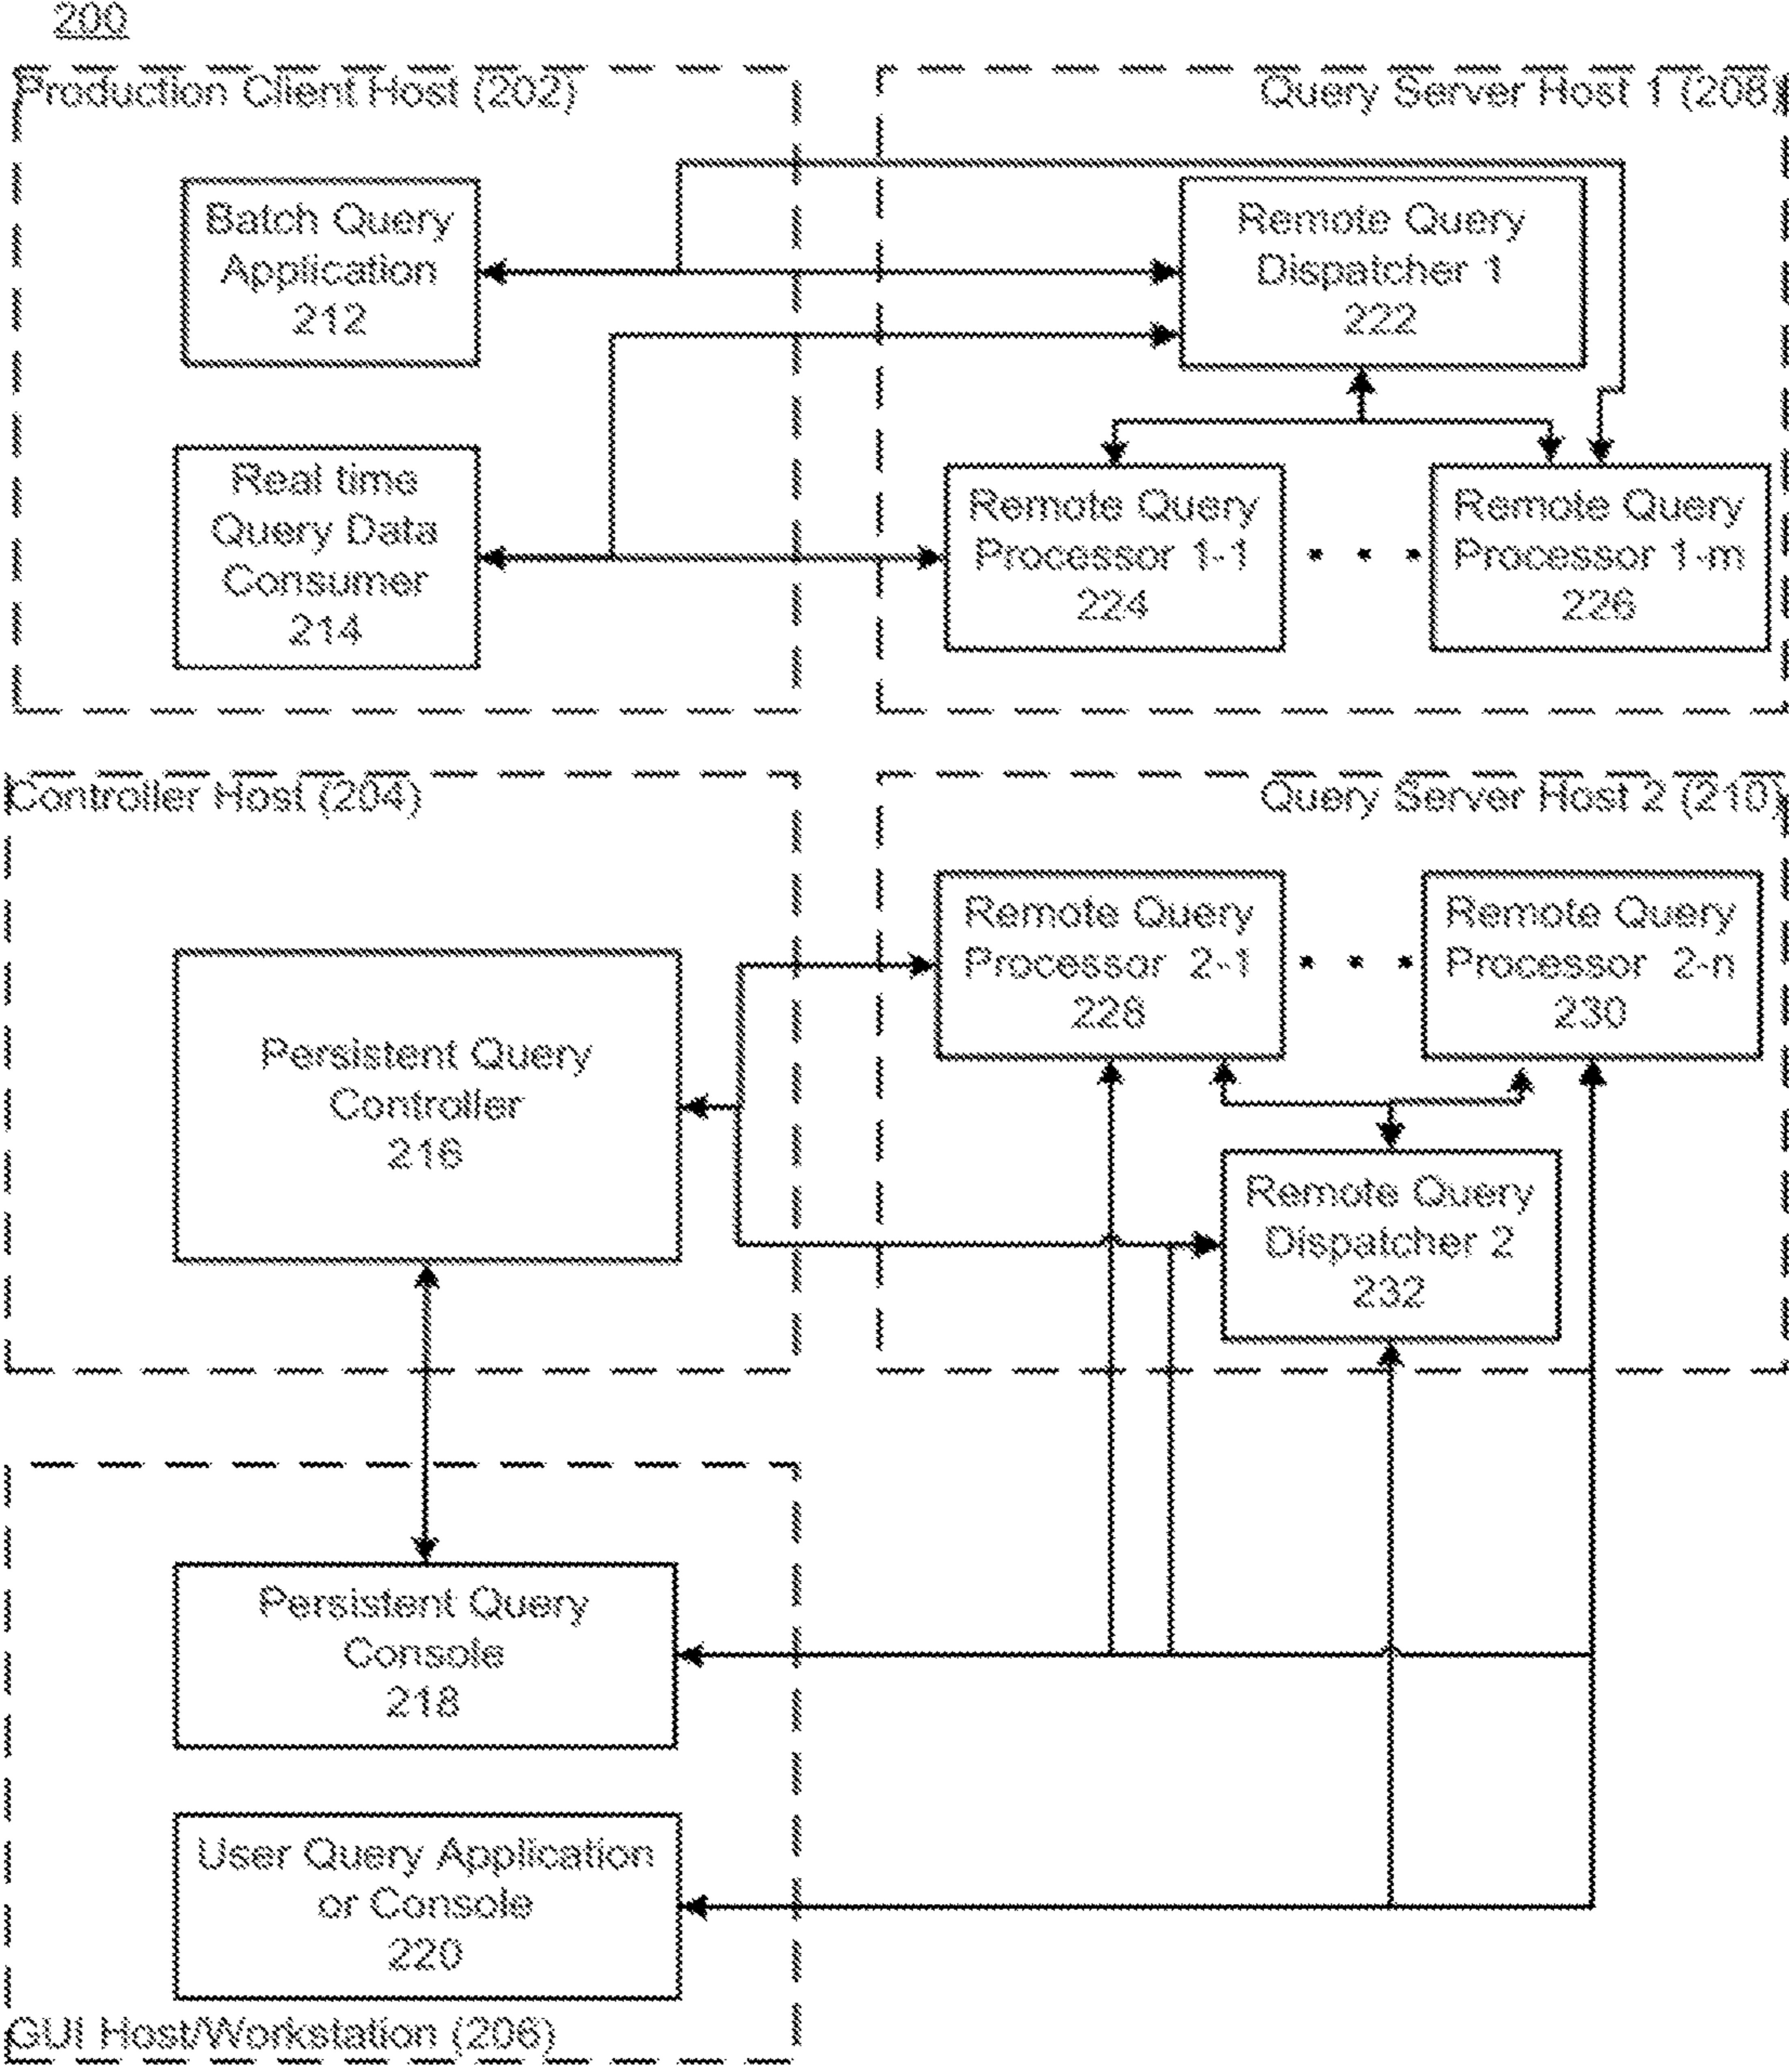 200
Production Client Host (202)
Query Server Host 1 (208)
Batch Query
Application
212
Remote Query
Dispatcher 1
222
Real time
Query Data
Consumer
214
Remote Query
Processor 1-1
224
Remote Query
Processor 1-m
226
Controller Host (204)
Query Server Host 2 (210)
Persistent Query
Controller
216
Remote Query
Processor 2-1
228
Remote Query
Processor 2-n
230
Remote Query
Dispatcher 2
232
Persistent Query
Console
218
User Query Application
or Console
220
GUI Host/Workstation (206)